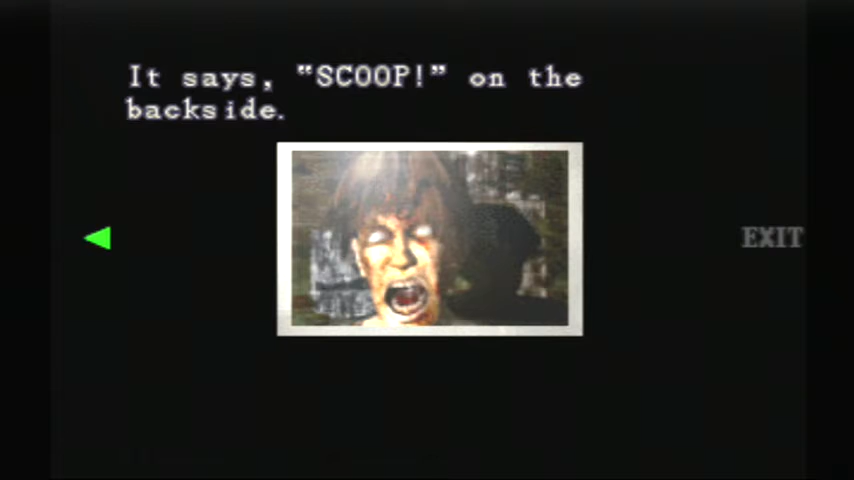 It says, "SCOOP!" on the
backside.
EXIT